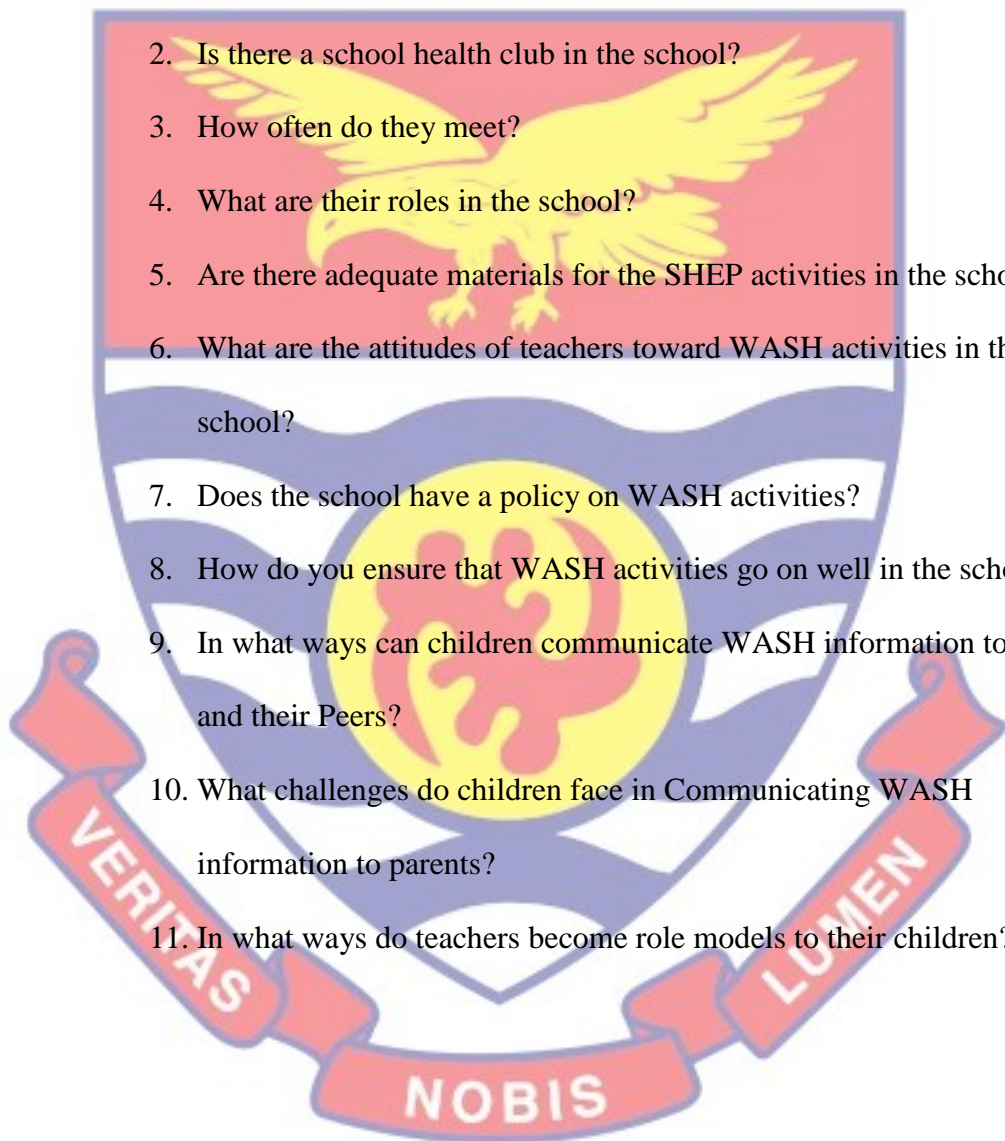 2. Is there a school health club in the school?
3. How often do they meet?
4. What are their roles in the school?
5. Are there adequate materials for the SHEP activities in the scho
6. What are the attitudes of teachers toward WASH activities in th
school?
7. Does the school have a policy on WASH activities?
8. How do you ensure that WASH activities go on well in the scho
9. In what ways can children communicate WASH information to
and their Peers?
10. What challenges do children face in Communicating WASH
information to parents?
11. In what ways do teachers become role models to their children?
VERITAS
NOBIS
LUMEN